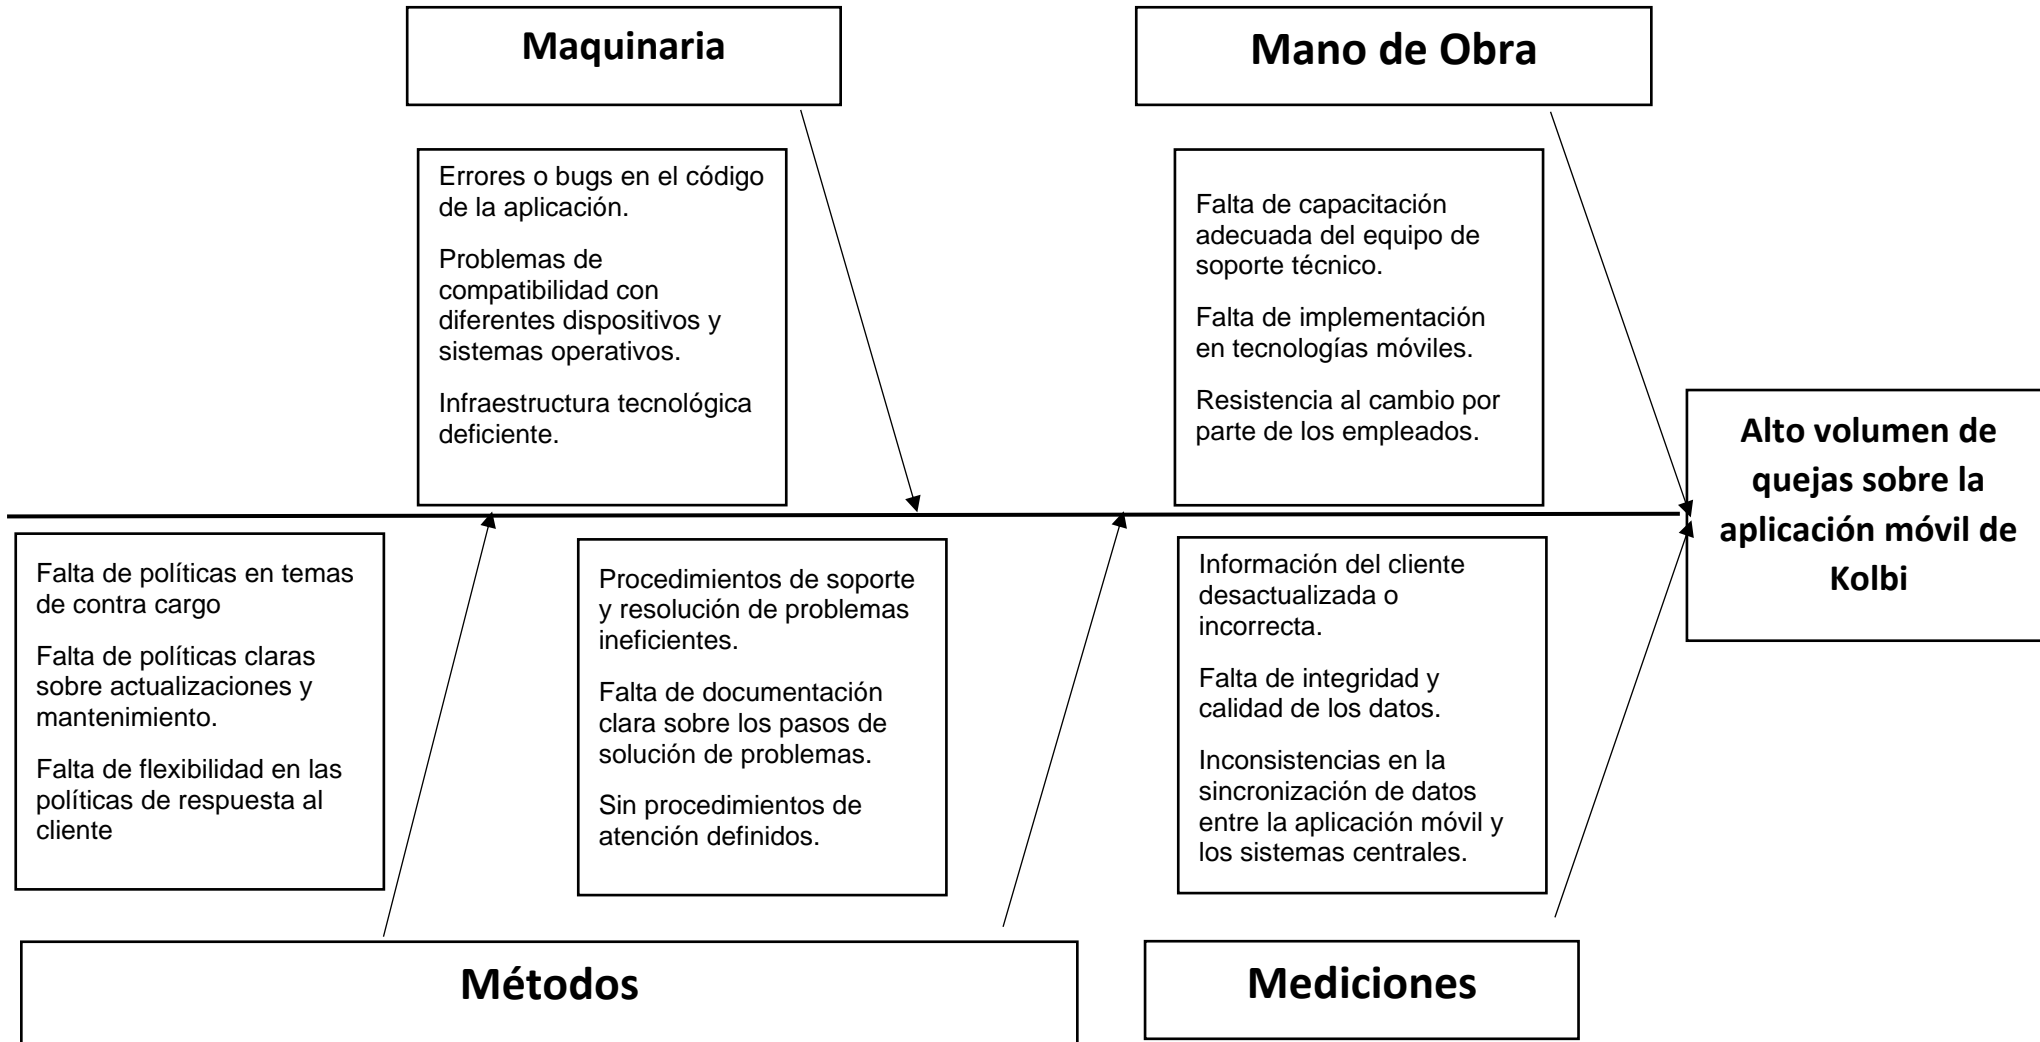 Maquinaria
Mano de Obra
Errores o bugs en el código
de la aplicación.
Problemas de
compatibilidad con
diferentes dispositivos y
sistemas operativos.
Infraestructura tecnológica
deficiente.
Falta de capacitación
adecuada del equipo de
soporte técnico.
Falta de implementación
en tecnologías móviles.
Resistencia al cambio por
parte de los empleados.
Alto volumen de
quejas sobre la
aplicación móvil de
Kolbi
Falta de políticas en temas
de contra cargo
Falta de políticas claras
sobre actualizaciones y
mantenimiento.
Falta de flexibilidad en las
políticas de respuesta al
cliente
Procedimientos de soporte
y resolución de problemas
ineficientes.
Falta de documentación
clara sobre los pasos de
solución de problemas.
Sin procedimientos de
atención definidos.
Información del cliente
desactualizada o
incorrecta.
Falta de integridad y
calidad de los datos.
Inconsistencias en la
sincronización de datos
entre la aplicación móvil y
los sistemas centrales.
Métodos
Mediciones